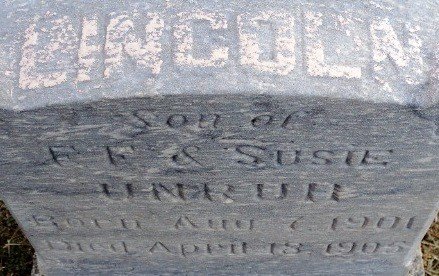 LINCOLN
Son of
F F & SUSIE
UNRUH
Born Aug 7, 1901
Died April 13, 1905